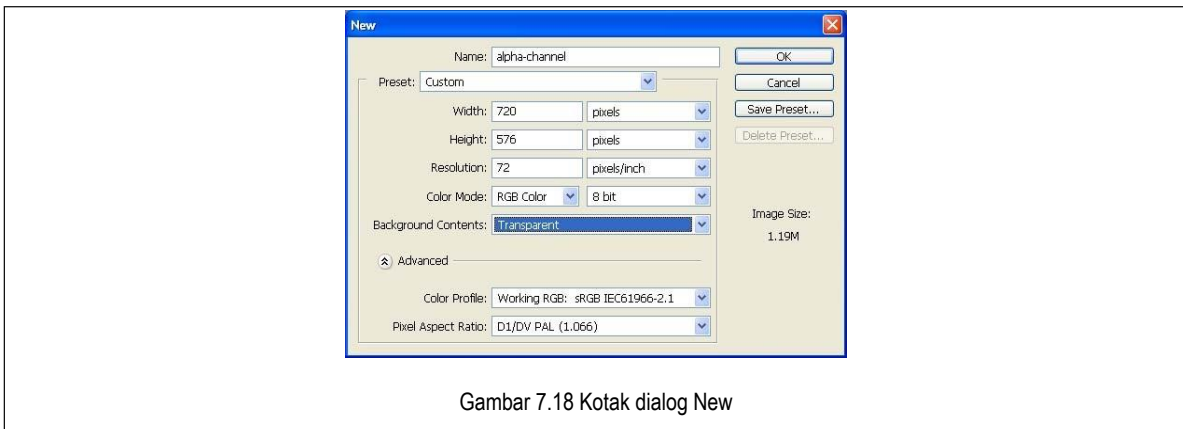 New
Name: alpha-channel
OK
Preset: Custom
Cancel
Width: 720 pixels
Save Preset...
Height: 576 pixels
Delete Preset...
Resolution: 72 pixels/inch
Color Mode: RGB Color 8 bit
Background Contents: Transparent
Image Size:
1.19M
Advanced
Color Profile: Working RGB: sRGB IEC61966-2.1
Pixel Aspect Ratio: D1/DV PAL (1.066)
Gambar 7.18 Kotak dialog New